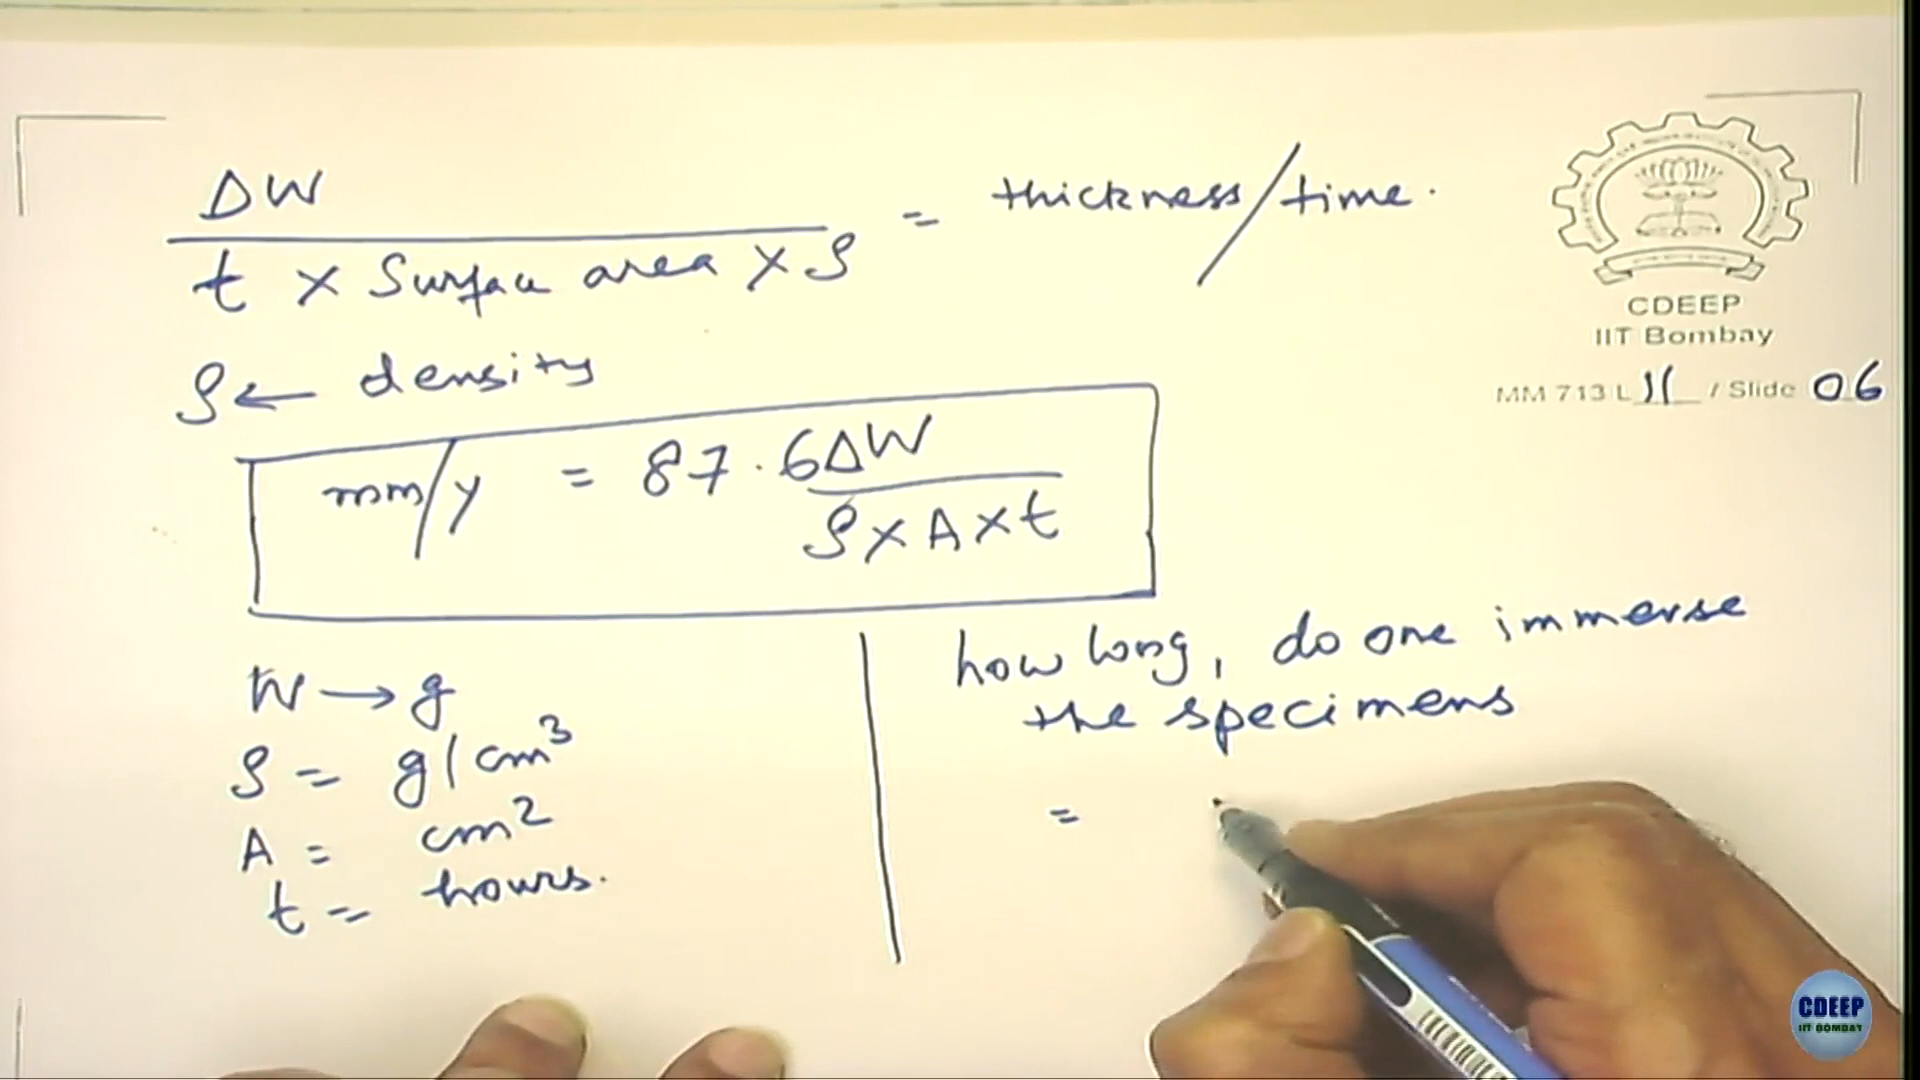 ΔW
t × Surface area × ρ = thickness/time.
ρ ← density
mm/y = 87.6ΔW
ρ × A × t
W → g
ρ = g/cm³
A = cm²
t = hours.
how long, do one immerse
the specimens
=
CDEEP
IIT Bombay
MM 713 L 11 / Slide 06
CDEEP
IIT BOMBAY